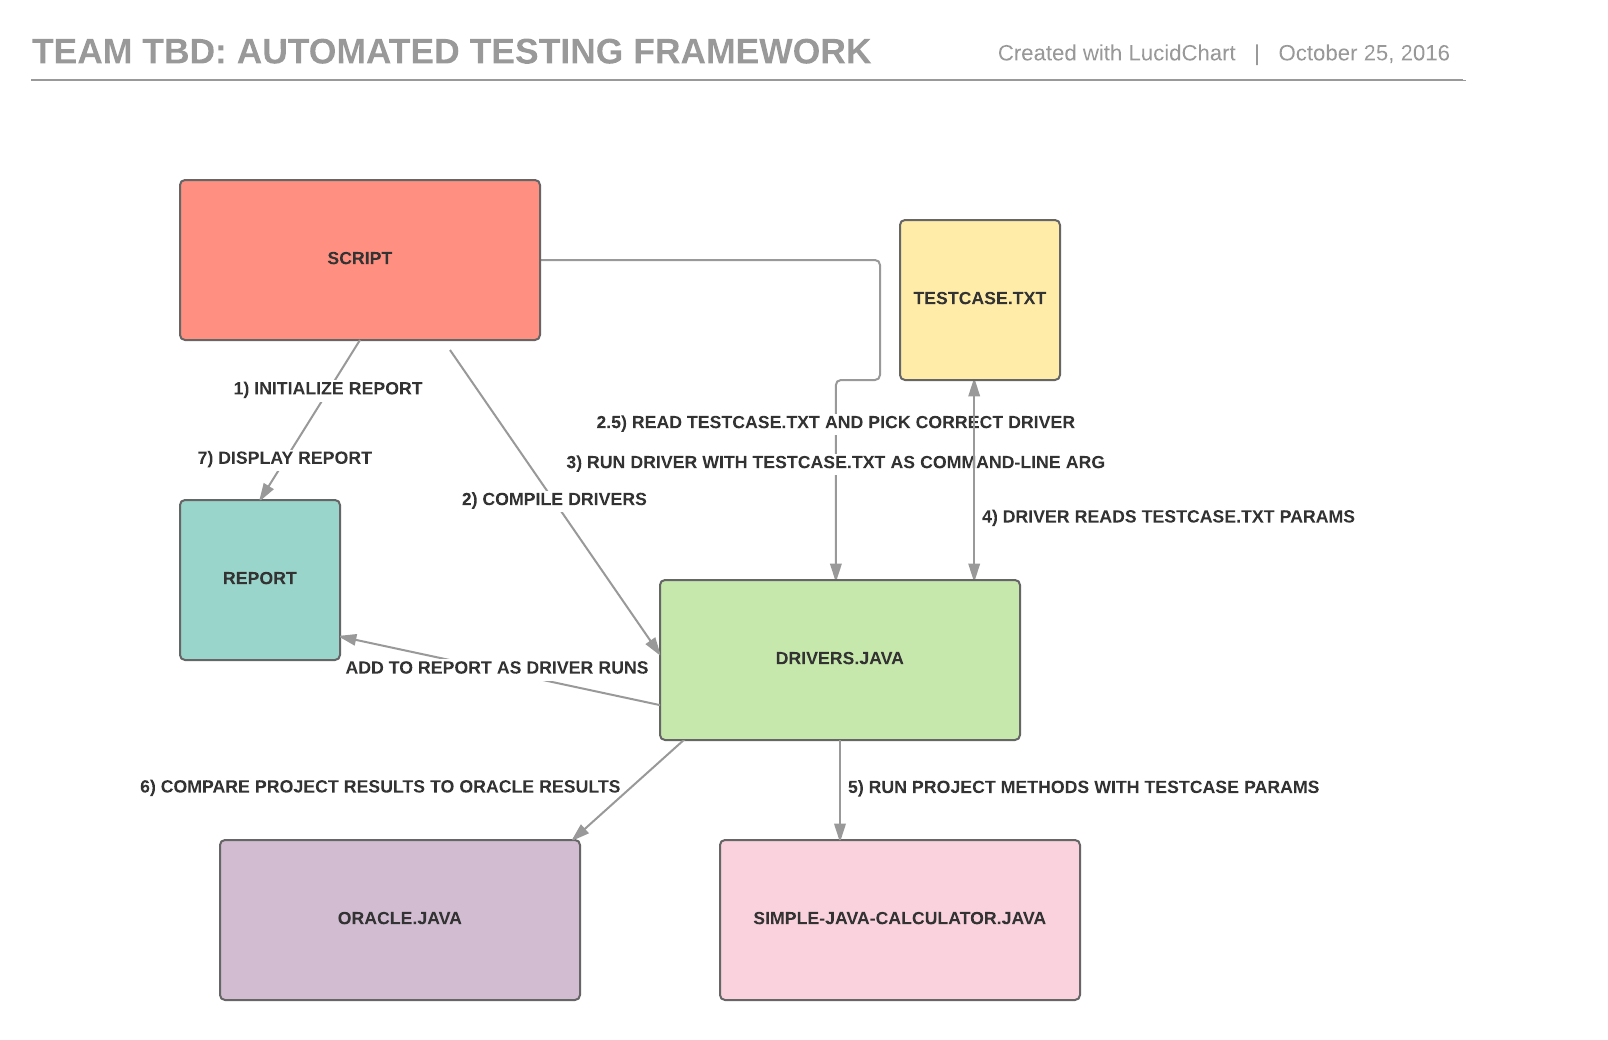 TEAM TBD: AUTOMATED TESTING FRAMEWORK
Created with LucidChart | October 25, 2016
SCRIPT
TESTCASE.TXT
1) INITIALIZE REPORT
2.5) READ TESTCASE.TXT AND PICK CORRECT DRIVER
7) DISPLAY REPORT
3) RUN DRIVER WITH TESTCASE.TXT AS COMMAND-LINE ARG
2) COMPILE DRIVERS
4) DRIVER READS TESTCASE.TXT PARAMS
REPORT
DRIVERS.JAVA
ADD TO REPORT AS DRIVER RUNS
6) COMPARE PROJECT RESULTS TO ORACLE RESULTS
5) RUN PROJECT METHODS WITH TESTCASE PARAMS
ORACLE.JAVA
SIMPLE-JAVA-CALCULATOR.JAVA